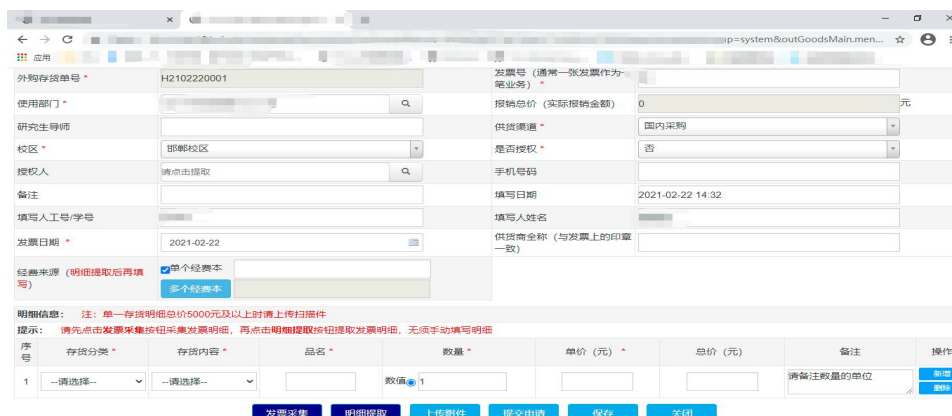 ap=system&outGoodsMain.men...
应用
外购存货单号 * H2102220001 发票号（通常一张发票作为一
笔业务） *
使用部门 * 报销总价（实际报销金额） 0 元
研究生导师 供货渠道 * 国内采购
校区 * 邯郸校区 是否授权 * 否
授权人 请点击提取 手机号码
备注 填写日期 2021-02-22 14:32
填写人工号/学号 填写人姓名
发票日期 * 2021-02-22 供货商全称（与发票上的印章
一致）
经费来源（明细提取后再填
写） 单个经费本
多个经费本
明细信息： 注：单一存货明细总价5000元及以上时请上传扫描件
提示： 请先点击发票采集按钮采集发票明细，再点击明细提取按钮提取发票明细，无须手动填写明细
序
号 存货分类 * 存货内容 * 品名 * 数量 * 单价（元） * 总价（元） 备注 操作
1 --请选择-- --请选择-- 数值 1 请备注数量的单位 新增
删除
发票采集 明细提取 上传附件 提交申请 保存 关闭